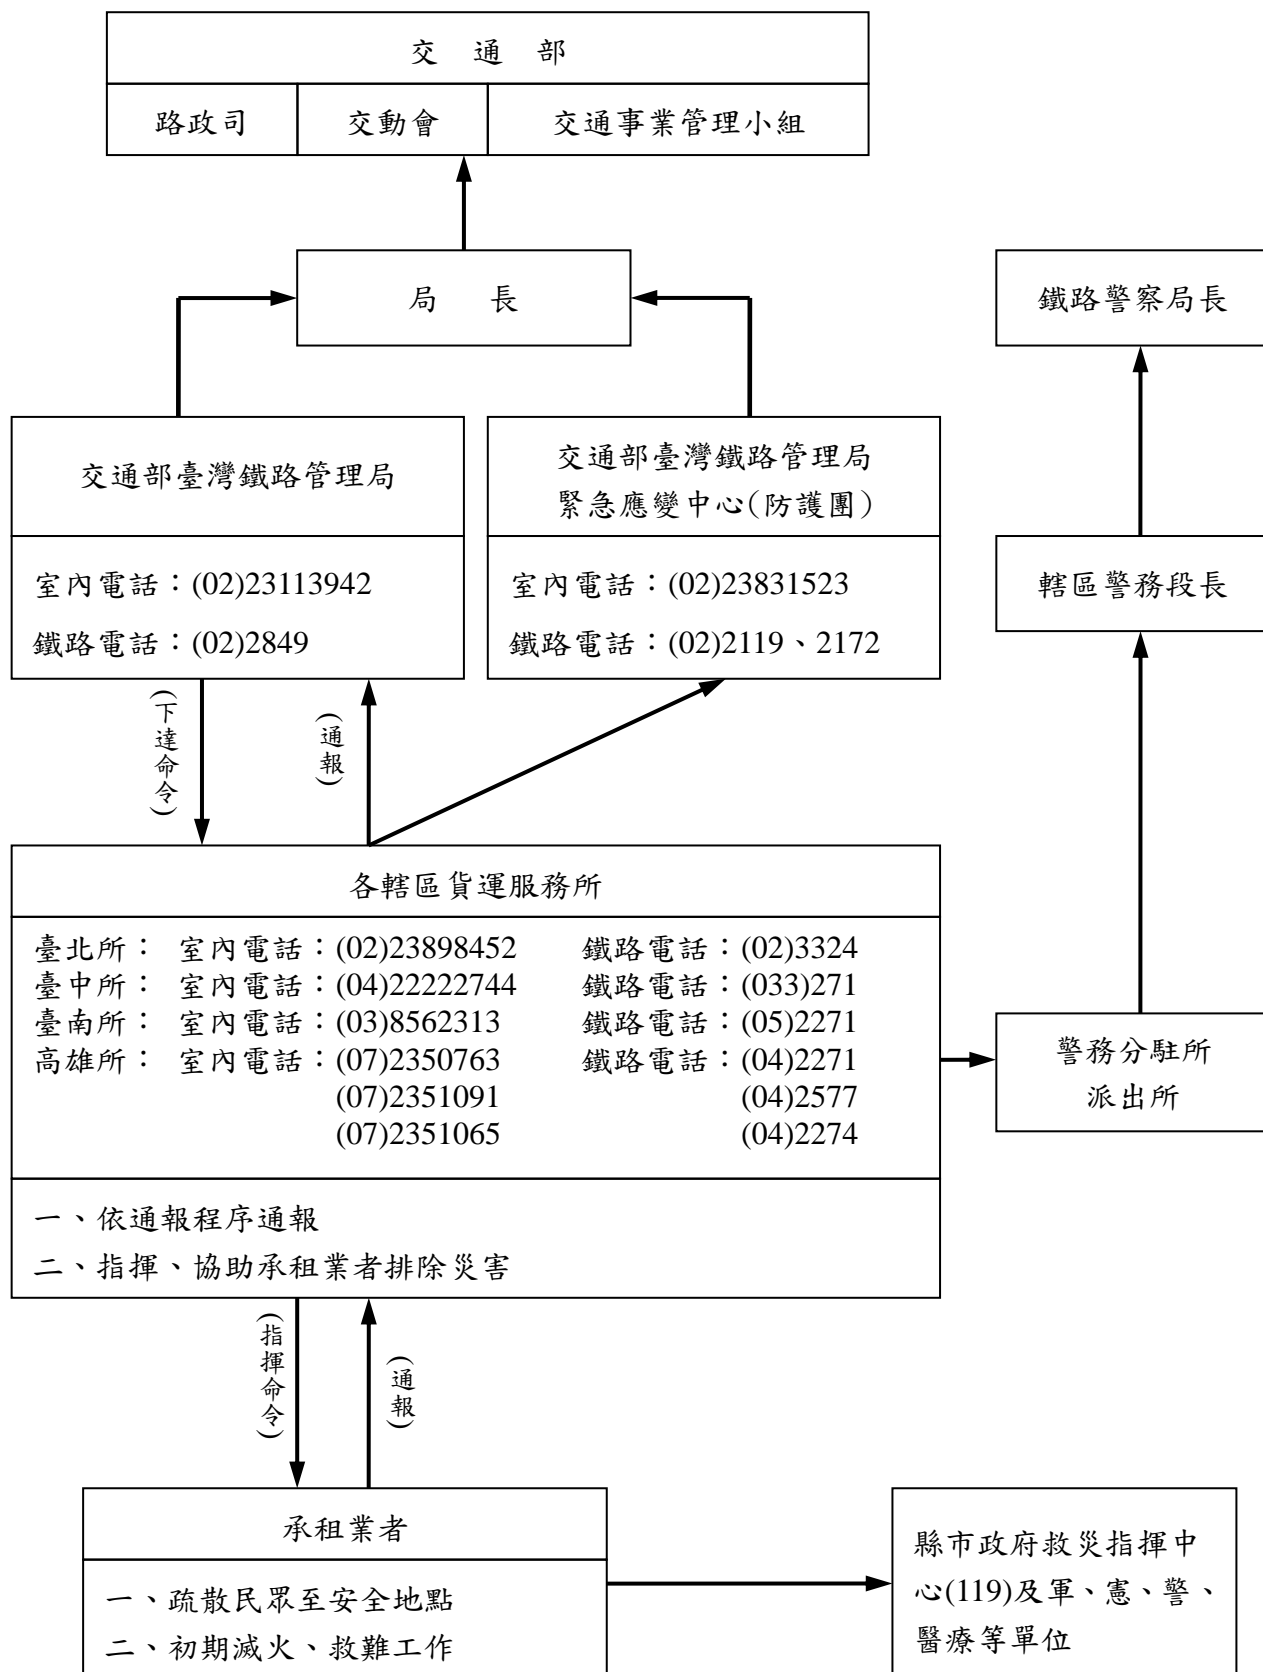 交通部
路政司 交動會 交通事業管理小組
局長
鐵路警察局長
交通部臺灣鐵路管理局
室內電話：(02)23113942
鐵路電話：(02)2849
交通部臺灣鐵路管理局
緊急應變中心(防護團)
室內電話：(02)23831523
鐵路電話：(02)2119、2172
轄區警務段長
(下達命令)
(通報)
各轄區貨運服務所
臺北所： 室內電話：(02)23898452 鐵路電話：(02)3324
臺中所： 室內電話：(04)22222744 鐵路電話：(033)271
臺南所： 室內電話：(03)8562313 鐵路電話：(05)2271
高雄所： 室內電話：(07)2350763 鐵路電話：(04)2271
(07)2351091 (04)2577
(07)2351065 (04)2274
一、依通報程序通報
二、指揮、協助承租業者排除災害
警務分駐所
派出所
(指揮命令)
(通報)
承租業者
一、疏散民眾至安全地點
二、初期滅火、救難工作
縣市政府救災指揮中
心(119)及軍、憲、警、
醫療等單位